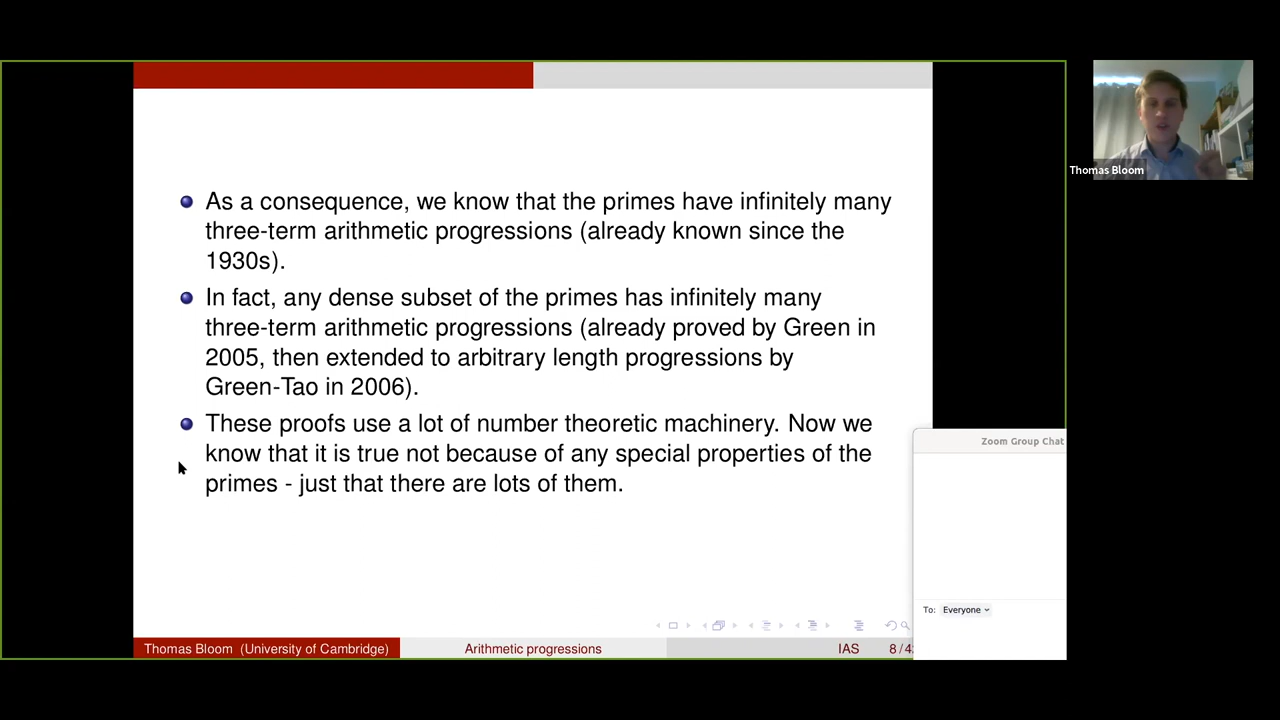 As a consequence, we know that the primes have infinitely many
three-term arithmetic progressions (already known since the
1930s).
In fact, any dense subset of the primes has infinitely many
three-term arithmetic progressions (already proved by Green in
2005, then extended to arbitrary length progressions by
Green-Tao in 2006).
These proofs use a lot of number theoretic machinery. Now we
know that it is true not because of any special properties of the
primes - just that there are lots of them.
Thomas Bloom (University of Cambridge)
Arithmetic progressions
IAS
8 / 4
Thomas Bloom
Zoom Group Chat
To: Everyone